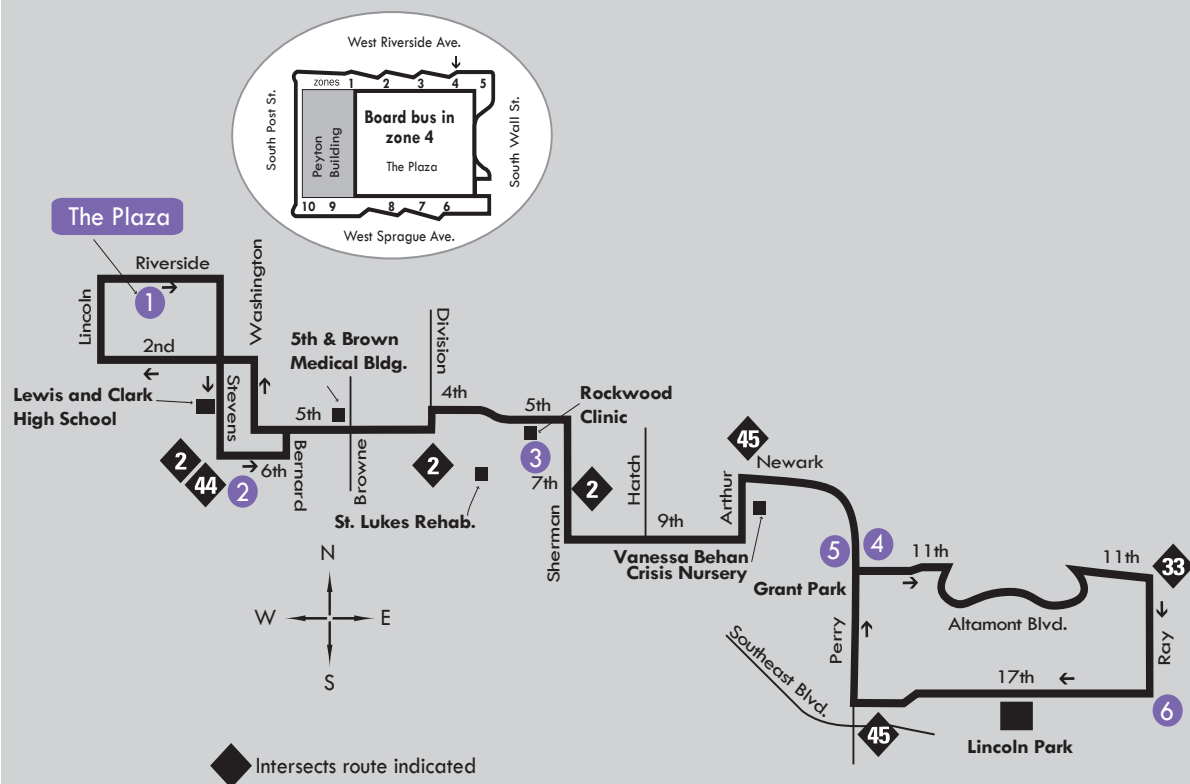 West Riverside Ave.
zones 1 2 3 4 5
South Post St.
Peyton
Building
Board bus in
zone 4
The Plaza
South Wall St.
10 9 8 7 6
West Sprague Ave.
The Plaza
Riverside
1
Lincoln
Washington
2nd
Lewis and Clark
High School
Stevens
5th & Brown
Medical Bldg.
Division
5th
4th
5th
Rockwood
Clinic
2
44
2
6th
Bernard
Browne
2
3
7th
2
St. Lukes Rehab.
Sherman
Hatch
9th
Arthur
45
Newark
Vanessa Behan
Crisis Nursery
5
4
11th
11th
33
Grant Park
Altamont Blvd.
Perry
Ray
Southeast Blvd.
17th
6
45
Lincoln Park
N
W
E
S
Intersects route indicated